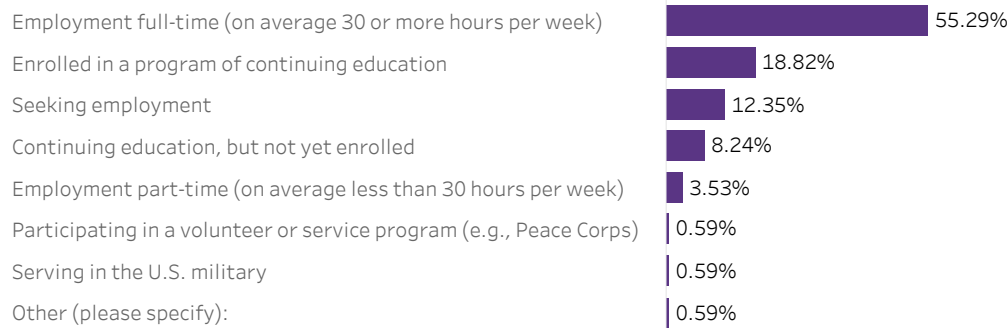 Employment full-time (on average 30 or more hours per week) 55.29%
Enrolled in a program of continuing education 18.82%
Seeking employment 12.35%
Continuing education, but not yet enrolled 8.24%
Employment part-time (on average less than 30 hours per week) 3.53%
Participating in a volunteer or service program (e.g., Peace Corps) 0.59%
Serving in the U.S. military 0.59%
Other (please specify): 0.59%